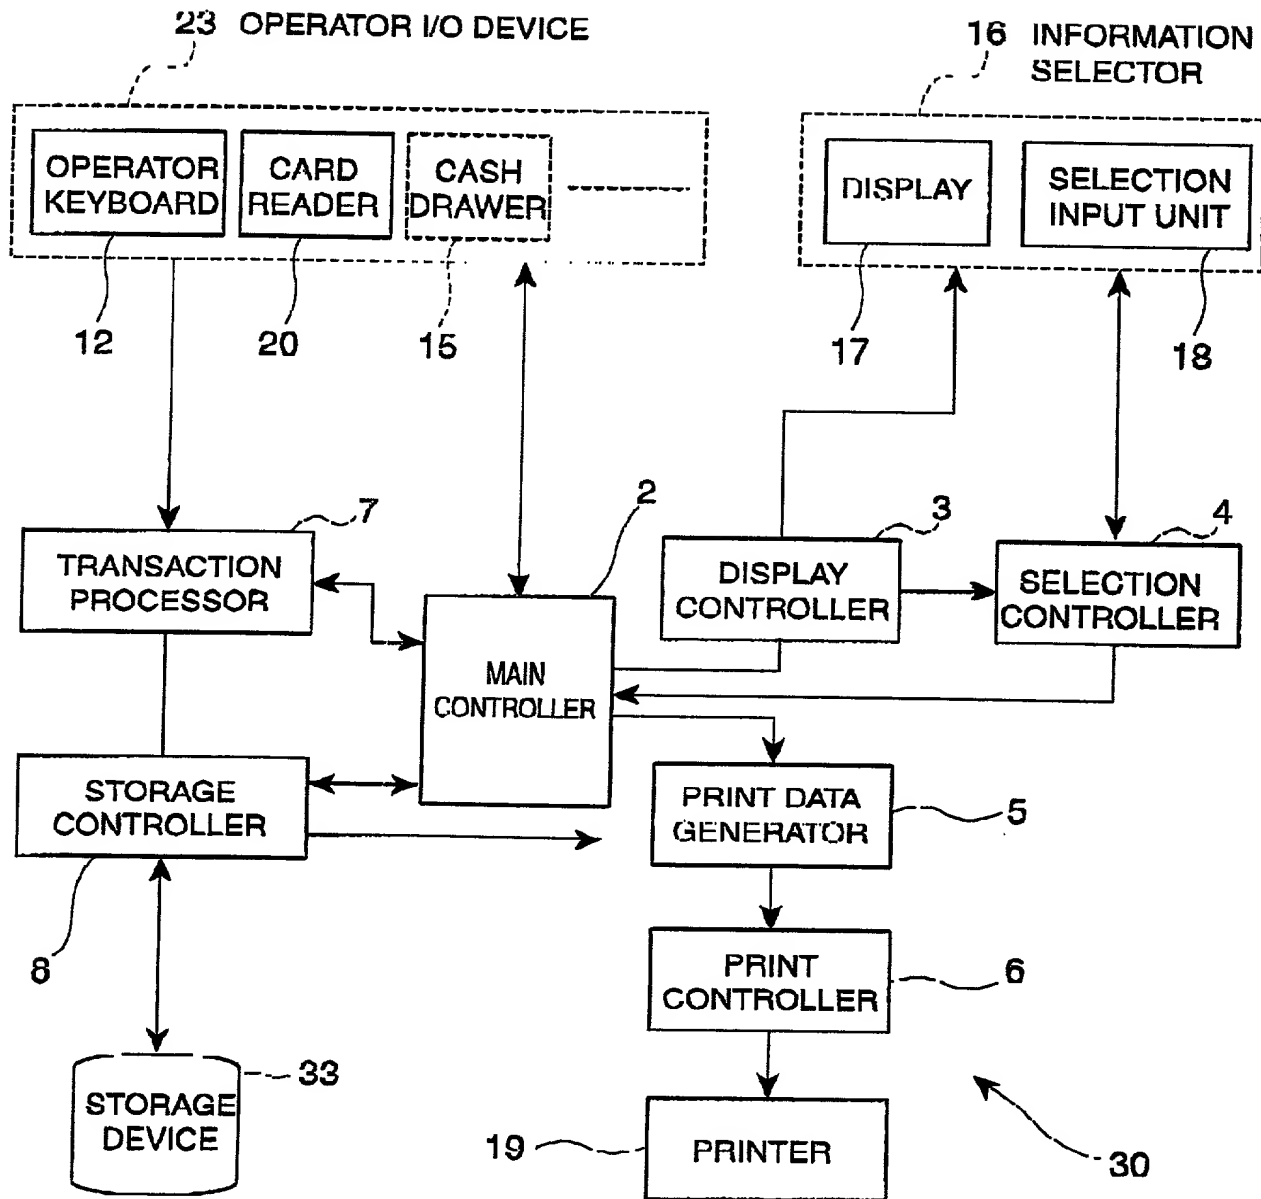 23 OPERATOR I/O DEVICE
16 INFORMATION
SELECTOR
OPERATOR
KEYBOARD
CARD
READER
CASH
DRAWER
DISPLAY
SELECTION
INPUT UNIT
12
20
15
17
18
7
2
3
4
TRANSACTION
PROCESSOR
DISPLAY
CONTROLLER
SELECTION
CONTROLLER
MAIN
CONTROLLER
STORAGE
CONTROLLER
PRINT DATA
GENERATOR
5
8
PRINT
CONTROLLER
6
33
STORAGE
DEVICE
19
PRINTER
30